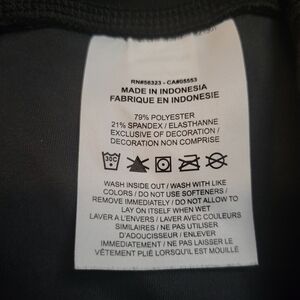 RN#56323 - CA#05553
MADE IN INDONESIA
FABRIQUE EN INDONESIE
79% POLYESTER
21% SPANDEX / ELASTHANNE
EXCLUSIVE OF DECORATION /
DECORATION NON COMPRISE
30C
WASH INSIDE OUT / WASH WITH LIKE
COLORS / DO NOT USE SOFTENERS /
REMOVE IMMEDIATELY / DO NOT ALLOW TO
LAY ON ITSELF WHEN WET
LAVER A L'ENVERS / LAVER AVEC COULEURS
SIMILAIRES / NE PAS UTILISER
D'ADOUCISEUR / ENLEVER
IMMEDIATEMENT / NE PAS LAISSER LE
VÊTEMENT PLIÉ LORSQU'IL EST MOUILLÉ